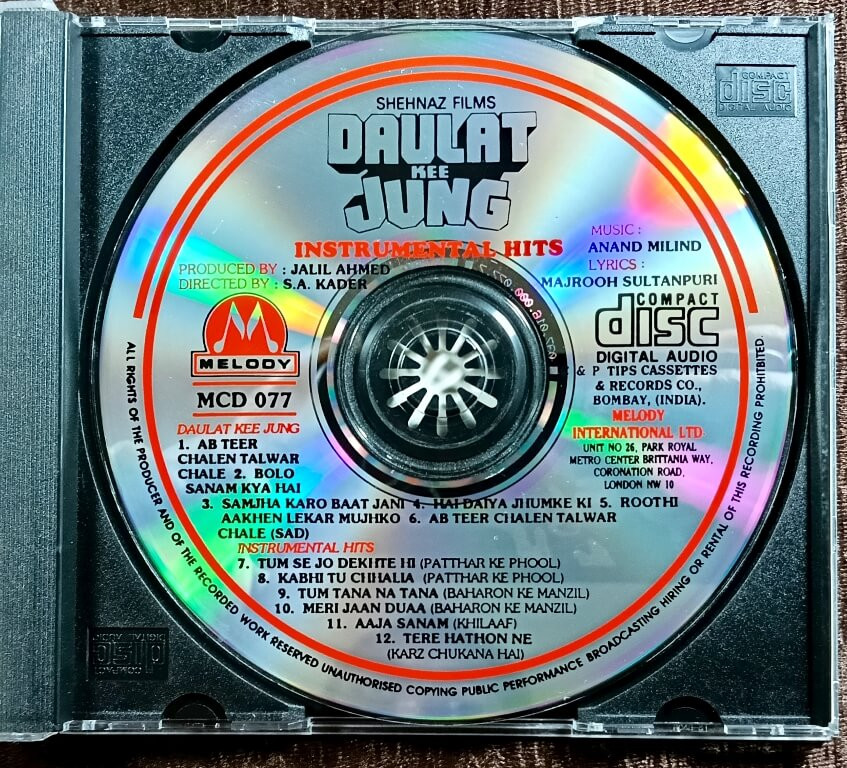 COMPACT
disc
DIGITAL AUDIO
SHEHNAZ FILMS
DAULAT
KEE
JUNG
INSTRUMENTAL HITS
MUSIC :
ANAND MILIND
LYRICS :
MAJROOH SULTANPURI
PRODUCED BY : JALIL AHMED
DIRECTED BY : S.A. KADER
MELODY
MCD 077
COMPACT
disc
DIGITAL AUDIO
& P TIPS CASSETTES
& RECORDS CO.,
BOMBAY, (INDIA).
MELODY
INTERNATIONAL LTD
UNIT NO 26, PARK ROYAL
METRO CENTER BRITTANIA WAY,
CORONATION ROAD,
LONDON NW 10
DAULAT KEE JUNG
1. AB TEER
CHALEN TALWAR
CHALE 2. BOLO
SANAM KYA HAI
3. SAMJHA KARO BAAT JANI 4. HAI DAIYA JHUMKE KI 5. ROOTHI
AAKHEN LEKAR MUJHKO 6. AB TEER CHALEN TALWAR
CHALE (SAD)
INSTRUMENTAL HITS
7. TUM SE JO DEKHTE HI (PATTHAR KE PHOOL)
8. KABHI TU CHHALIA (PATTHAR KE PHOOL)
9. TUM TANA NA TANA (BAHARON KE MANZIL)
10. MERI JAAN DUAA (BAHARON KE MANZIL)
11. AAJA SANAM (KHILAAF)
12. TERE HATHON NE
(KARZ CHUKANA HAI)
ALL RIGHTS OF THE PRODUCER AND OF THE RECORDED WORK RESERVED UNAUTHORISED COPYING PUBLIC PERFORMANCE BROADCASTING HIRING OR RENTAL OF THIS RECORDING PROHITBITED.
COMPACT
disc
DIGITAL AUDIO